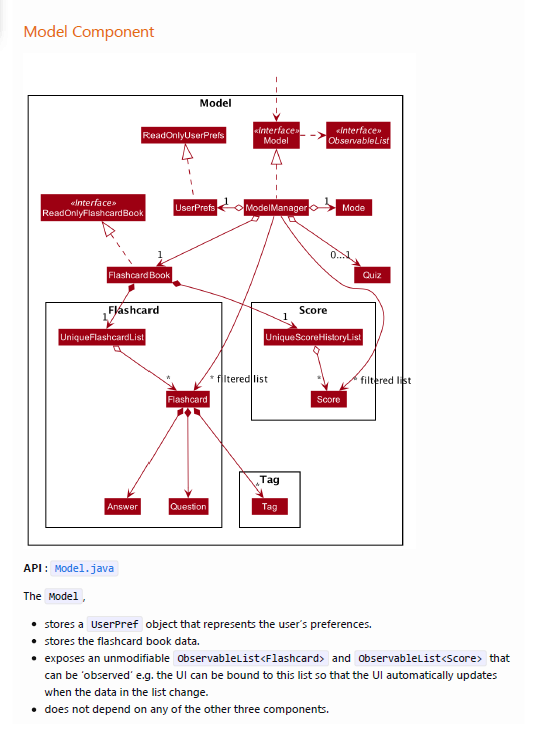 Model Component
Model
ReadOnlyUserPrefs
«Interface»
Model
«Interface»
ObservableList
«Interface»
ReadOnlyFlashcardBook
UserPrefs
1
ModelManager
1
Mode
1
0...1
FlashcardBook
Quiz
Flashcard
1
Score
1
UniqueFlashcardList
UniqueScoreHistoryList
*
* filtered list
*
* filtered list
Flashcard
Score
Tag
*
Answer
Question
Tag
API : Model.java
The Model ,
stores a UserPref object that represents the user’s preferences.
stores the flashcard book data.
exposes an unmodifiable ObservableList<Flashcard> and ObservableList<Score> that
can be ‘observed’ e.g. the UI can be bound to this list so that the UI automatically updates
when the data in the list change.
does not depend on any of the other three components.